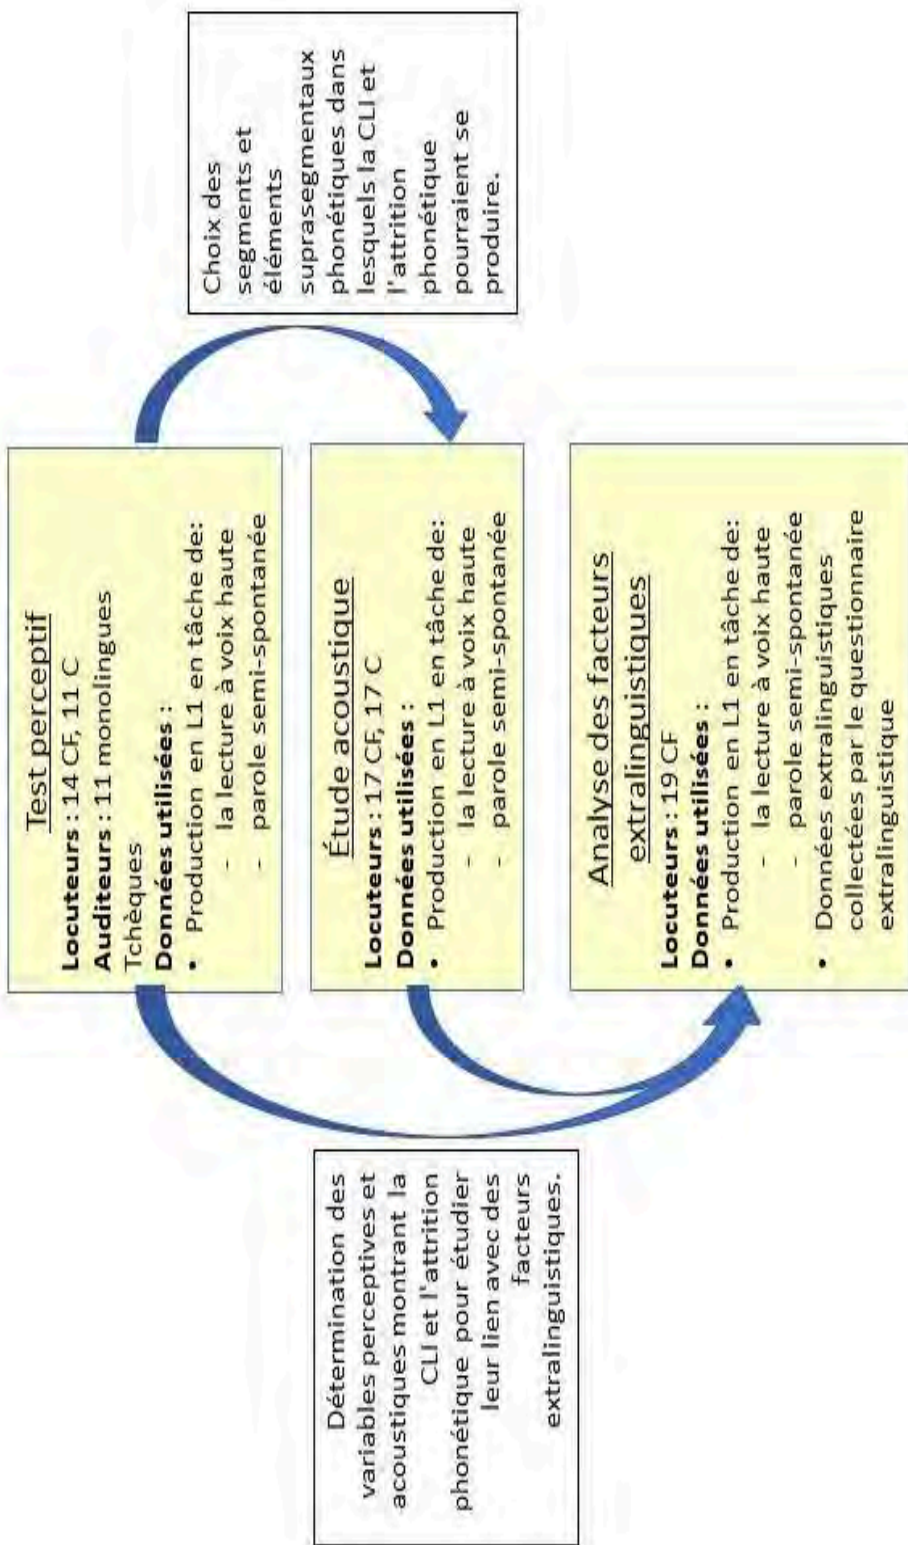 Test perceptif
Locuteurs : 14 CF, 11 C
Auditeurs : 11 monolingues
Tchèques
Données utilisées :
• Production en L1 en tâche de:
- la lecture à voix haute
- parole semi-spontanée
Choix des
segments et
éléments
suprasegmentaux
phonétiques dans
lesquels la CLI et
l'attrition
phonétique
pourraient se
produire.
Étude acoustique
Locuteurs : 17 CF, 17 C
Données utilisées :
• Production en L1 en tâche de:
- la lecture à voix haute
- parole semi-spontanée
Détermination des
variables perceptives et
acoustiques montrant la
CLI et l'attrition
phonétique pour étudier
leur lien avec des
facteurs
extralinguistiques.
Analyse des facteurs
extralinguistiques
Locuteurs : 19 CF
Données utilisées :
• Production en L1 en tâche de:
- la lecture à voix haute
- parole semi-spontanée
• Données extralinguistiques
collectées par le questionnaire
extralinguistique